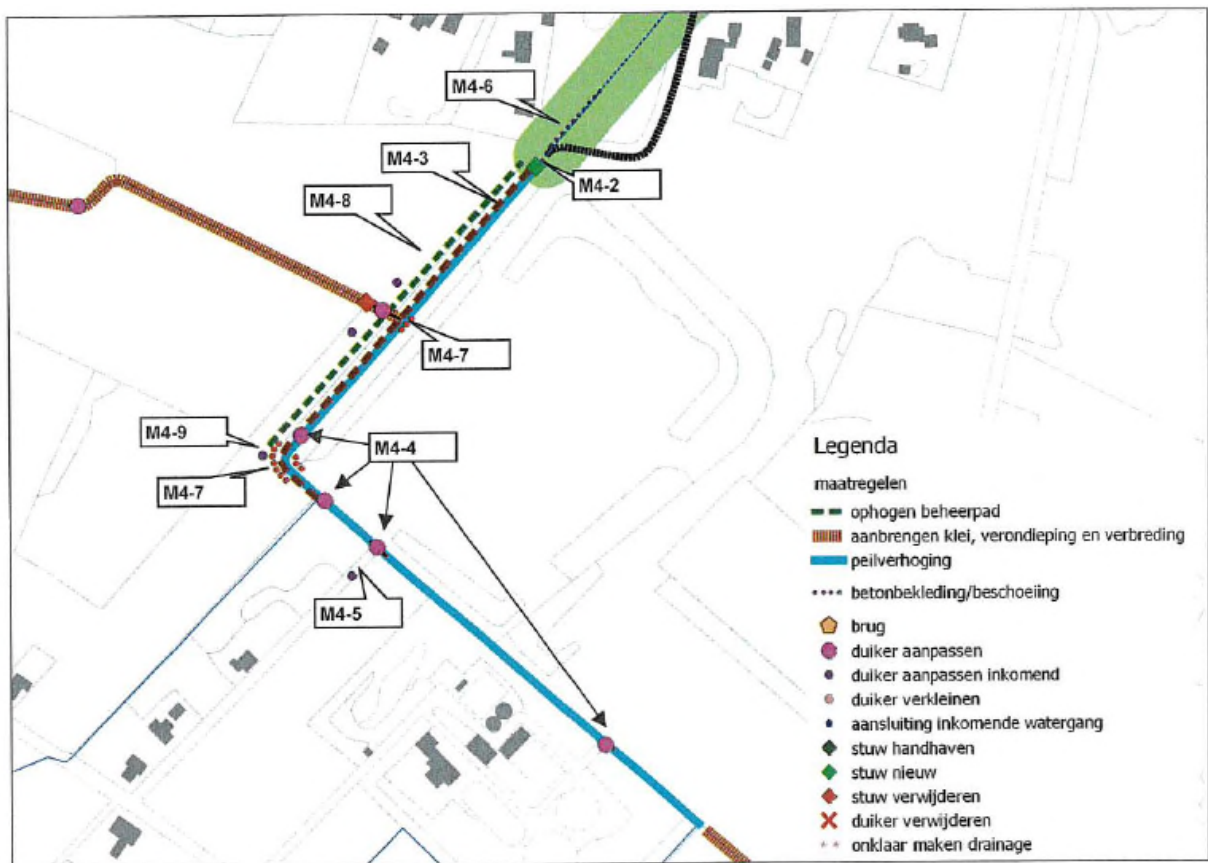 M4-6
M4-3
M4-2
M4-8
M4-7
M4-9
M4-4
M4-7
M4-5
Legenda
maatregelen
ophogen beheerpad
aanbrengen klei, verondieping en verbreding
peilverhoging
betonbekleding/beschoeiing
brug
duiker aanpassen
duiker aanpassen inkomend
duiker verkleinen
aansluiting inkomende watergang
stuw handhaven
stuw nieuw
stuw verwijderen
duiker verwijderen
onklaar maken drainage